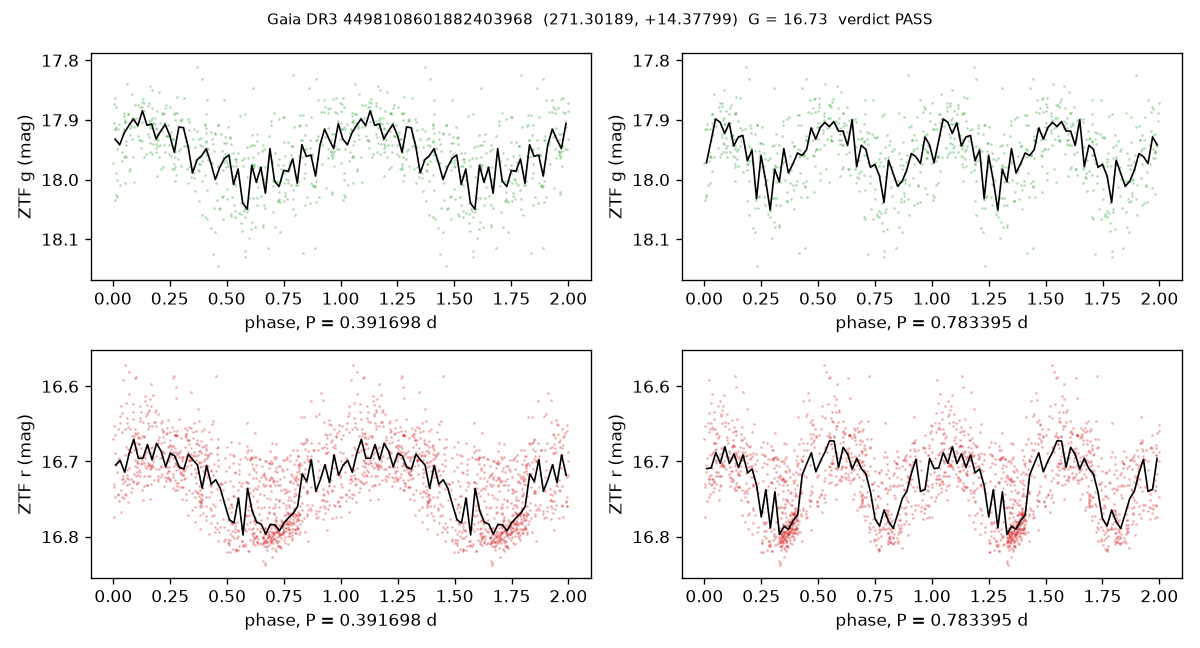 Gaia DR3 4498108601882403968  (271.30189, +14.37799)  G = 16.73  verdict PASS
ZTF g (mag)
17.8
17.9
18.0
18.1
0.00 0.25 0.50 0.75 1.00 1.25 1.50 1.75 2.00
phase, P = 0.391698 d
ZTF g (mag)
17.8
17.9
18.0
18.1
0.00 0.25 0.50 0.75 1.00 1.25 1.50 1.75 2.00
phase, P = 0.783395 d
ZTF r (mag)
16.6
16.7
16.8
0.00 0.25 0.50 0.75 1.00 1.25 1.50 1.75 2.00
phase, P = 0.391698 d
ZTF r (mag)
16.6
16.7
16.8
0.00 0.25 0.50 0.75 1.00 1.25 1.50 1.75 2.00
phase, P = 0.783395 d